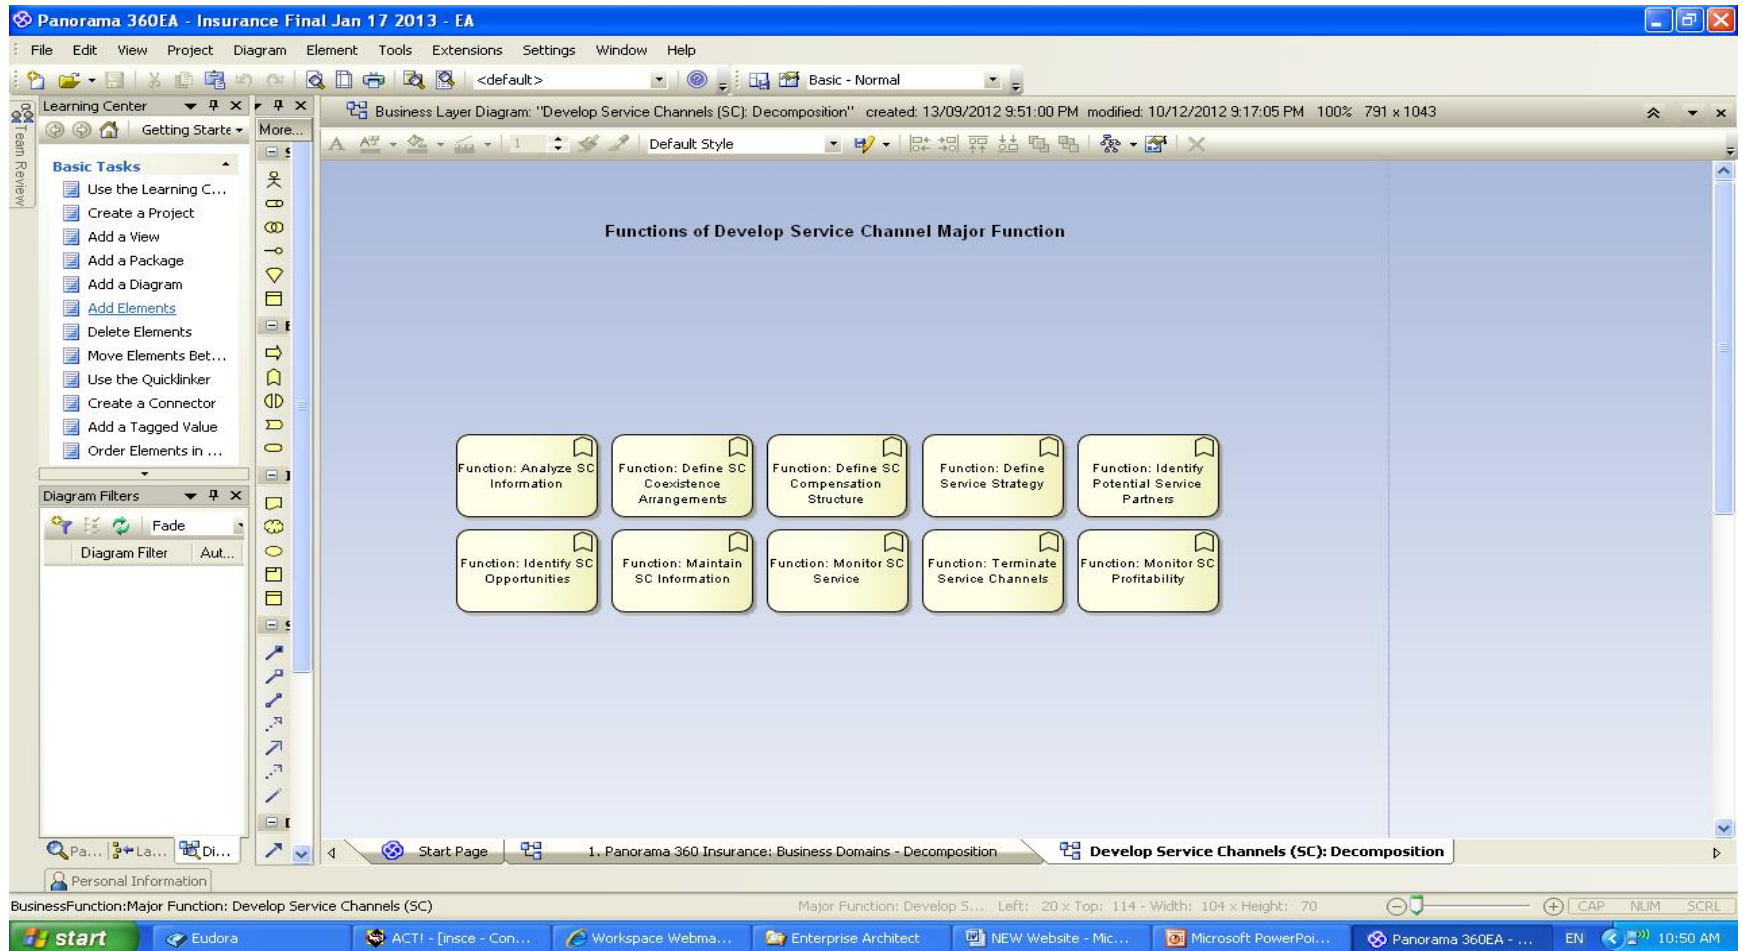 Panorama 360EA - Insurance Final Jan 17 2013 - EA
File Edit View Project Diagram Element Tools Extensions Settings Window Help
<default> Basic - Normal
Learning Center
More...
Business Layer Diagram: "Develop Service Channels (SC): Decomposition" created: 13/09/2012 9:51:00 PM modified: 10/12/2012 9:17:05 PM 100% 791 x 1043
Team Review
Getting Starte
1 Default Style
Basic Tasks
Use the Learning C...
Create a Project
Add a View
Add a Package
Add a Diagram
Add Elements
Delete Elements
Move Elements Bet...
Use the Quicklinker
Create a Connector
Add a Tagged Value
Order Elements in ...
Diagram Filters
Fade
Diagram Filter Aut...
Functions of Develop Service Channel Major Function
Function: Analyze SC
Information
Function: Define SC
Coexistence
Arrangements
Function: Define SC
Compensation
Structure
Function: Define
Service Strategy
Function: Identify
Potential Service
Partners
Function: Identify SC
Opportunities
Function: Maintain
SC Information
Function: Monitor SC
Service
Function: Terminate
Service Channels
Function: Monitor SC
Profitability
Pa... La... Di...
Start Page 1. Panorama 360 Insurance: Business Domains - Decomposition Develop Service Channels (SC): Decomposition
Personal Information
BusinessFunction:Major Function: Develop Service Channels (SC) Major Function: Develop S... Left: 20 x Top: 114 - Width: 104 x Height: 70 CAP NUM SCRL
start Eudora ACT! - [insce - Con... Workspace Webma... Enterprise Architect NEW Website - Mic... Microsoft PowerPoi... Panorama 360EA - ... EN 10:50 AM